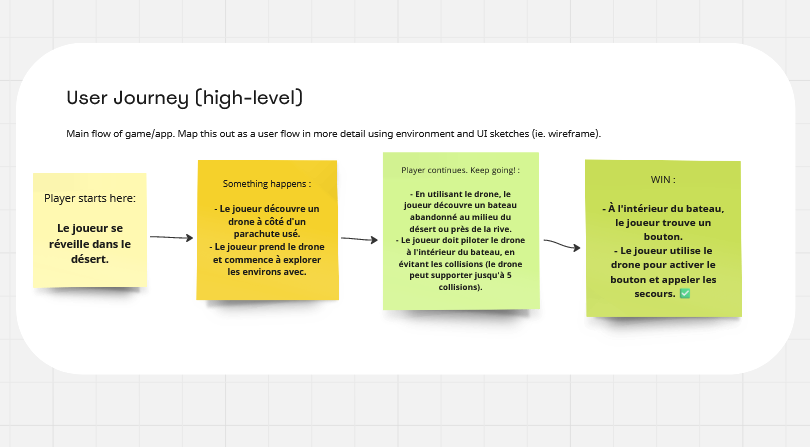 User Journey (high-level)
Main flow of game/app. Map this out as a user flow in more detail using environment and UI sketches (ie. wireframe).
Player starts here:
Le joueur se
réveille dans le
désert.
Something happens :
- Le joueur découvre un
drone à côté d'un
parachute usé.
- Le joueur prend le drone
et commence à explorer
les environs avec.
Player continues. Keep going! :
- En utilisant le drone, le
joueur découvre un bateau
abandonné au milieu du
désert ou près de la rive.
- Le joueur doit piloter le drone
à l'intérieur du bateau, en
évitant les collisions (le drone
peut supporter jusqu'à 5
collisions).
WIN :
- À l'intérieur du bateau,
le joueur trouve un
bouton.
- Le joueur utilise le
drone pour activer le
bouton et appeler les
secours. ✅